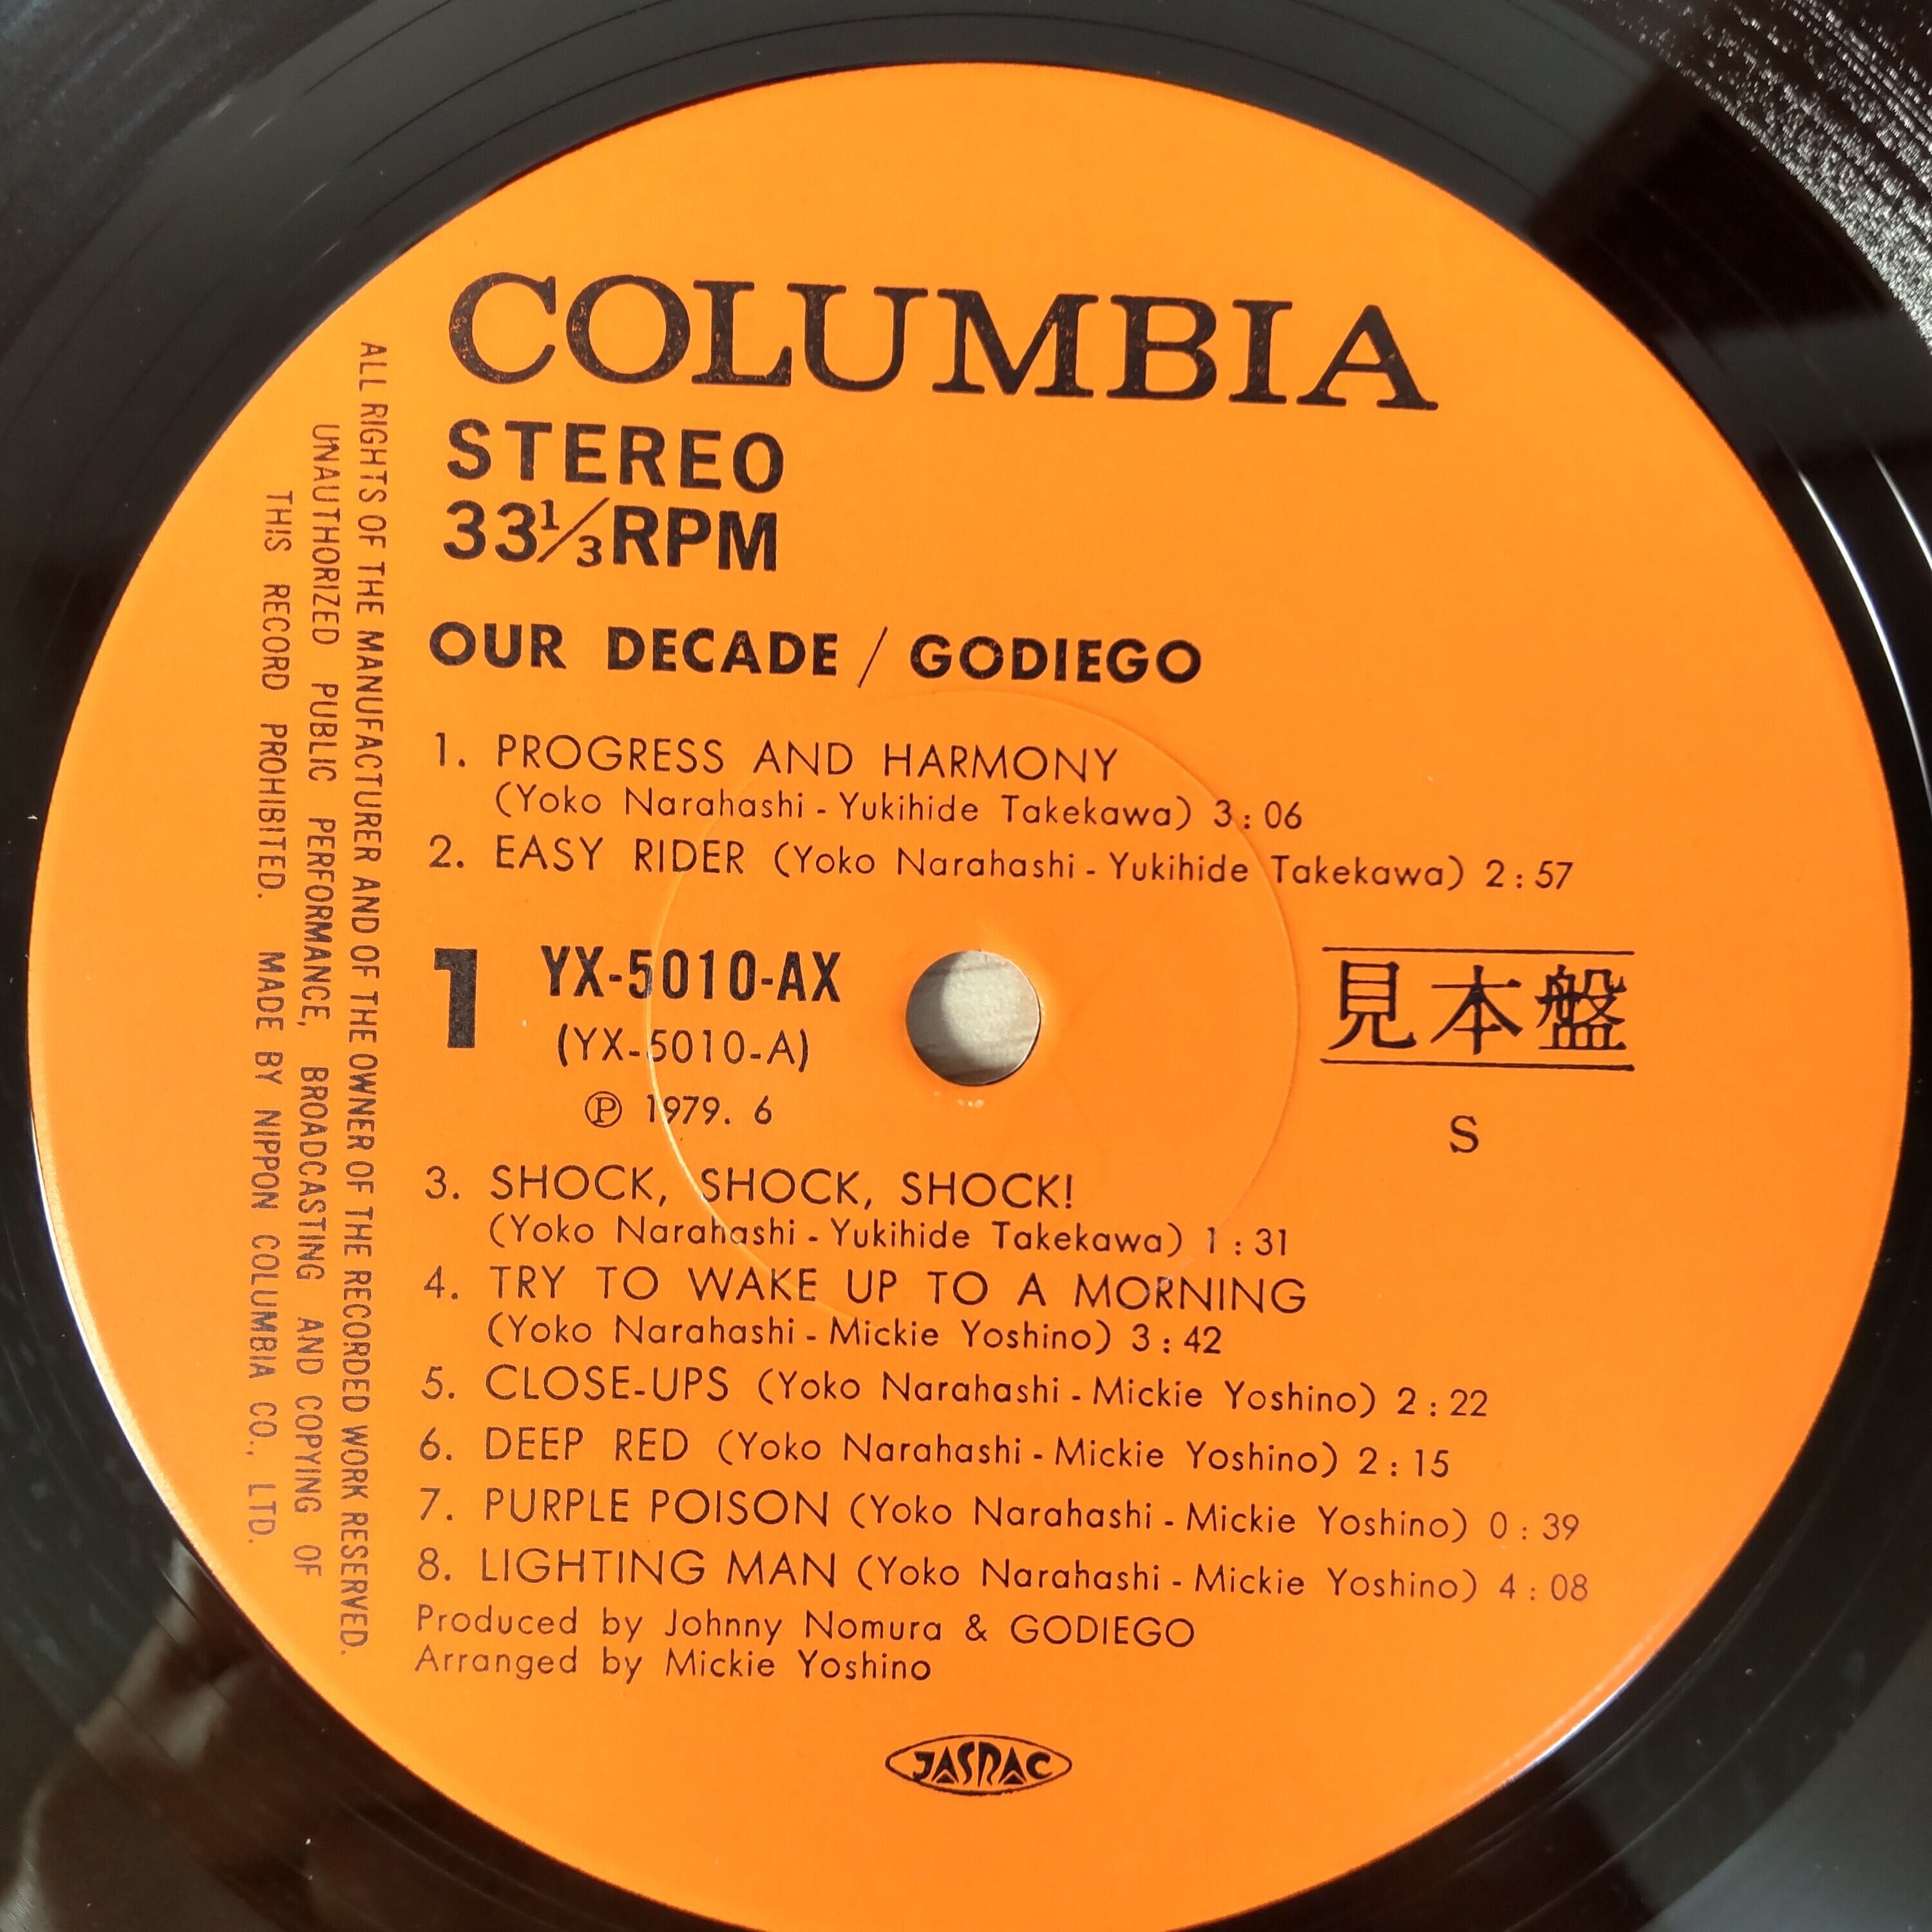 COLUMBIA
STEREO
33⅓RPM
OUR DECADE / GODIEGO
1. PROGRESS AND HARMONY
(Yoko Narahashi - Yukihide Takekawa) 3 : 06
2. EASY RIDER (Yoko Narahashi - Yukihide Takekawa) 2 : 57
1
YX-5010-AX
(YX-5010-A)
Ⓟ 1979. 6
見本盤
S
3. SHOCK, SHOCK, SHOCK!
(Yoko Narahashi - Yukihide Takekawa) 1 : 31
4. TRY TO WAKE UP TO A MORNING
(Yoko Narahashi - Mickie Yoshino) 3 : 42
5. CLOSE-UPS (Yoko Narahashi - Mickie Yoshino) 2 : 22
6. DEEP RED (Yoko Narahashi - Mickie Yoshino) 2 : 15
7. PURPLE POISON (Yoko Narahashi - Mickie Yoshino) 0 : 39
8. LIGHTING MAN (Yoko Narahashi - Mickie Yoshino) 4 : 08
Produced by Johnny Nomura & GODIEGO
Arranged by Mickie Yoshino
JASRAC
ALL RIGHTS OF THE MANUFACTURER AND OF THE OWNER OF THE RECORDED WORK RESERVED.
UNAUTHORIZED PUBLIC PERFORMANCE, BROADCASTING AND COPYING OF
THIS RECORD PROHIBITED. MADE BY NIPPON COLUMBIA CO., LTD.